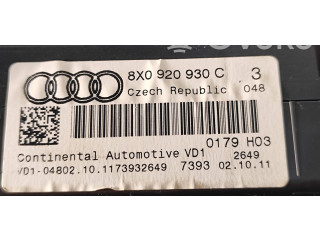 8X0 920 930 C 3
Czech Republic 048
0179 H03
Continental Automotive VD1 2649
VD1-04802.10.1173932649 7393 02.10.11